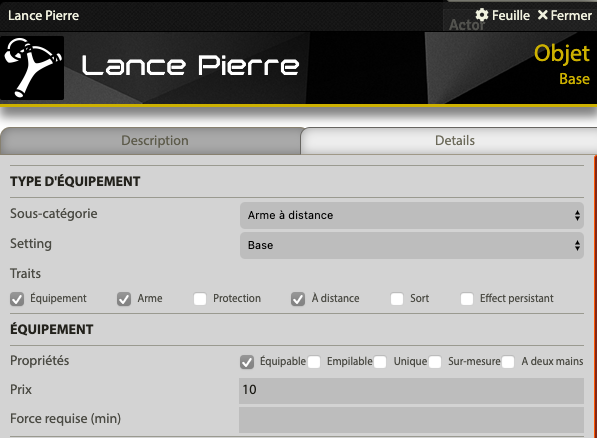 Lance Pierre
Feuille Fermer
Actor
Lance Pierre
Objet
Base
Description Details
TYPE D'ÉQUIPEMENT
Sous-catégorie Arme à distance
Setting Base
Traits
Équipement Arme Protection À distance Sort Effect persistant
ÉQUIPEMENT
Propriétés Équipable Empilable Unique Sur-mesure A deux mains
Prix 10
Force requise (min)